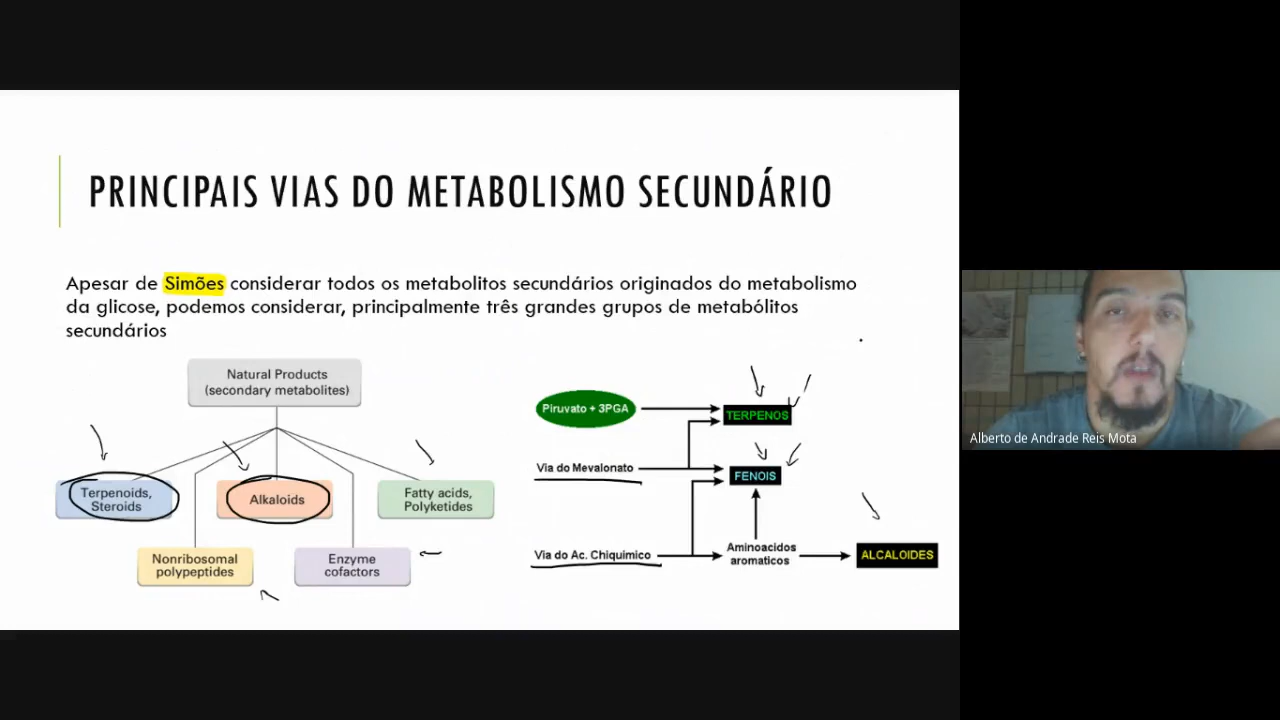 PRINCIPAIS VIAS DO METABOLISMO SECUNDÁRIO
Apesar de Simões considerar todos os metabolitos secundários originados do metabolismo
da glicose, podemos considerar, principalmente três grandes grupos de metabólitos
secundários
Natural Products
(secondary metabolites)
Terpenoids,
Steroids
Alkaloids
Fatty acids,
Polyketides
Nonribosomal
polypeptides
Enzyme
cofactors
Piruvato + 3PGA
TERPENOS
Via do Mevalonato
FENOIS
Via do Ac. Chiquimico
Aminoacidos
aromaticos
ALCALOIDES
Alberto de Andrade Reis Mota